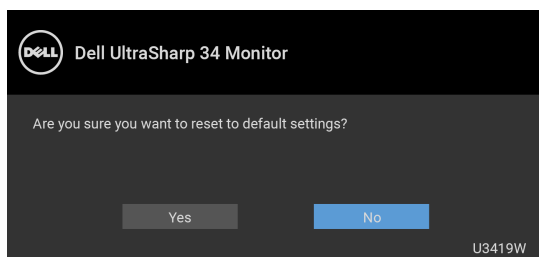 DELL Dell UltraSharp 34 Monitor
Are you sure you want to reset to default settings?
Yes No
U3419W